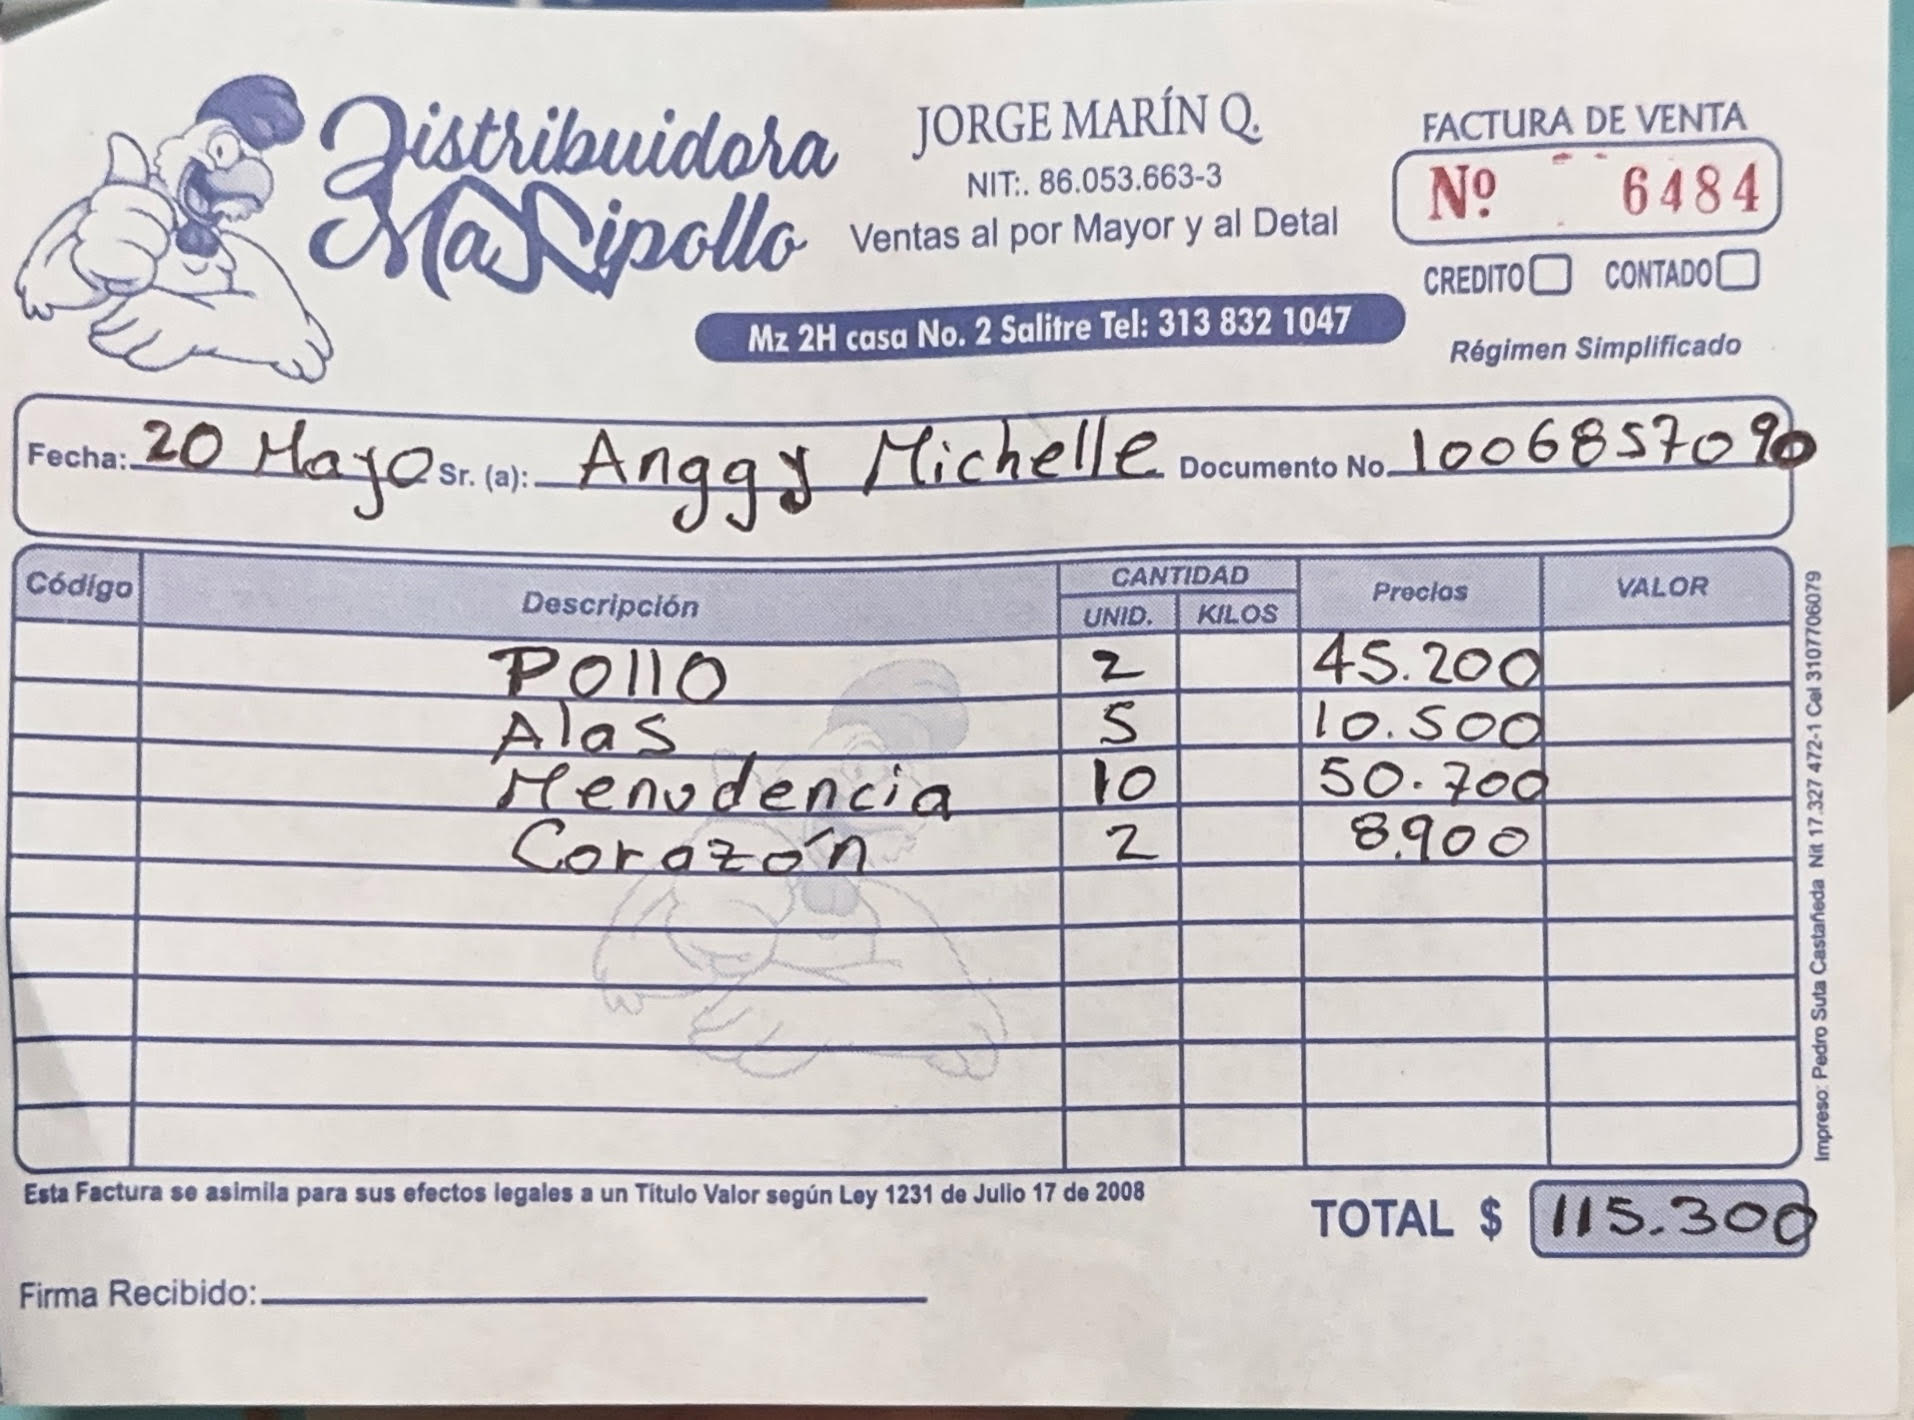 Distribuidora
Maxipollo
JORGE MARÍN Q.
NIT:. 86.053.663-3
Ventas al por Mayor y al Detal
Mz 2H casa No. 2 Salitre Tel: 313 832 1047
FACTURA DE VENTA
Nº 6484
CREDITO CONTADO
Régimen Simplificado
Fecha: 20 Mayo Sr. (a): Anggy Michelle Documento No. 1006857090
Código Descripción CANTIDAD Precios VALOR
UNID. KILOS
Pollo 2 45.200
Alas 5 10.500
Menudencia 10 50.700
Corazón 2 8.900
Esta Factura se asimila para sus efectos legales a un Título Valor según Ley 1231 de Julio 17 de 2008
TOTAL $ 115.300
Firma Recibido:
Impreso: Pedro Suta Castañeda Nit 17.327 472-1 Cel 3107706079